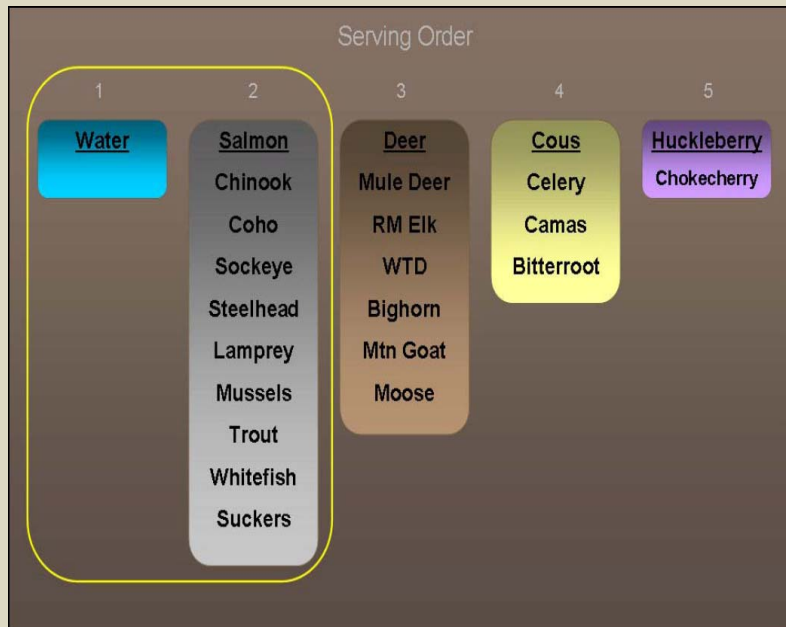 Serving Order
1
2
3
4
5
Water
Salmon
Chinook
Coho
Sockeye
Steelhead
Lamprey
Mussels
Trout
Whitefish
Suckers
Deer
Mule Deer
RM Elk
WTD
Bighorn
Mtn Goat
Moose
Cous
Celery
Camas
Bitterroot
Huckleberry
Chokecherry